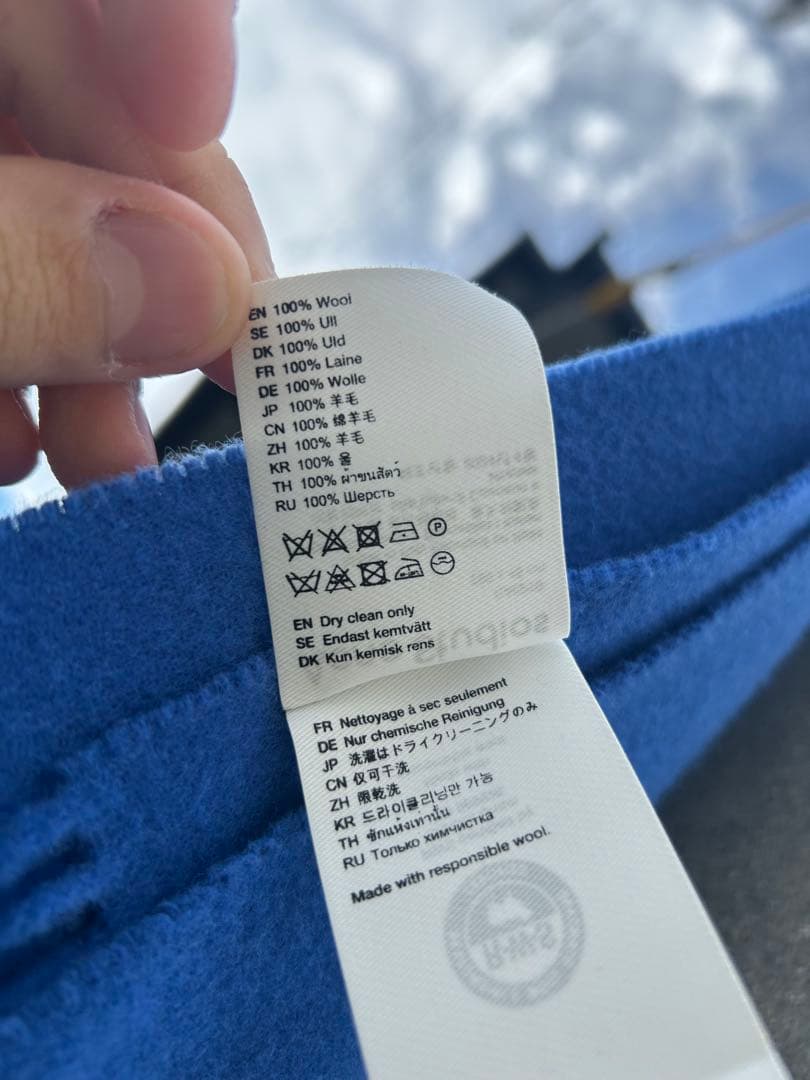 EN 100% Wool
SE 100% Ull
DK 100% Uld
FR 100% Laine
DE 100% Wolle
JP 100% 羊毛
CN 100% 绵羊毛
ZH 100% 羊毛
KR 100% 울
TH 100% ผ้าขนสัตว์
RU 100% Шерсть
P
EN Dry clean only
SE Endast kemtvätt
DK Kun kemisk rens
FR Nettoyage à sec seulement
DE Nur chemische Reinigung
JP 洗濯はドライクリーニングのみ
CN 仅可干洗
ZH 限乾洗
KR 드라이클리닝만 가능
TH ซักแห้งเท่านั้น
RU Только химчистка
Made with responsible wool.